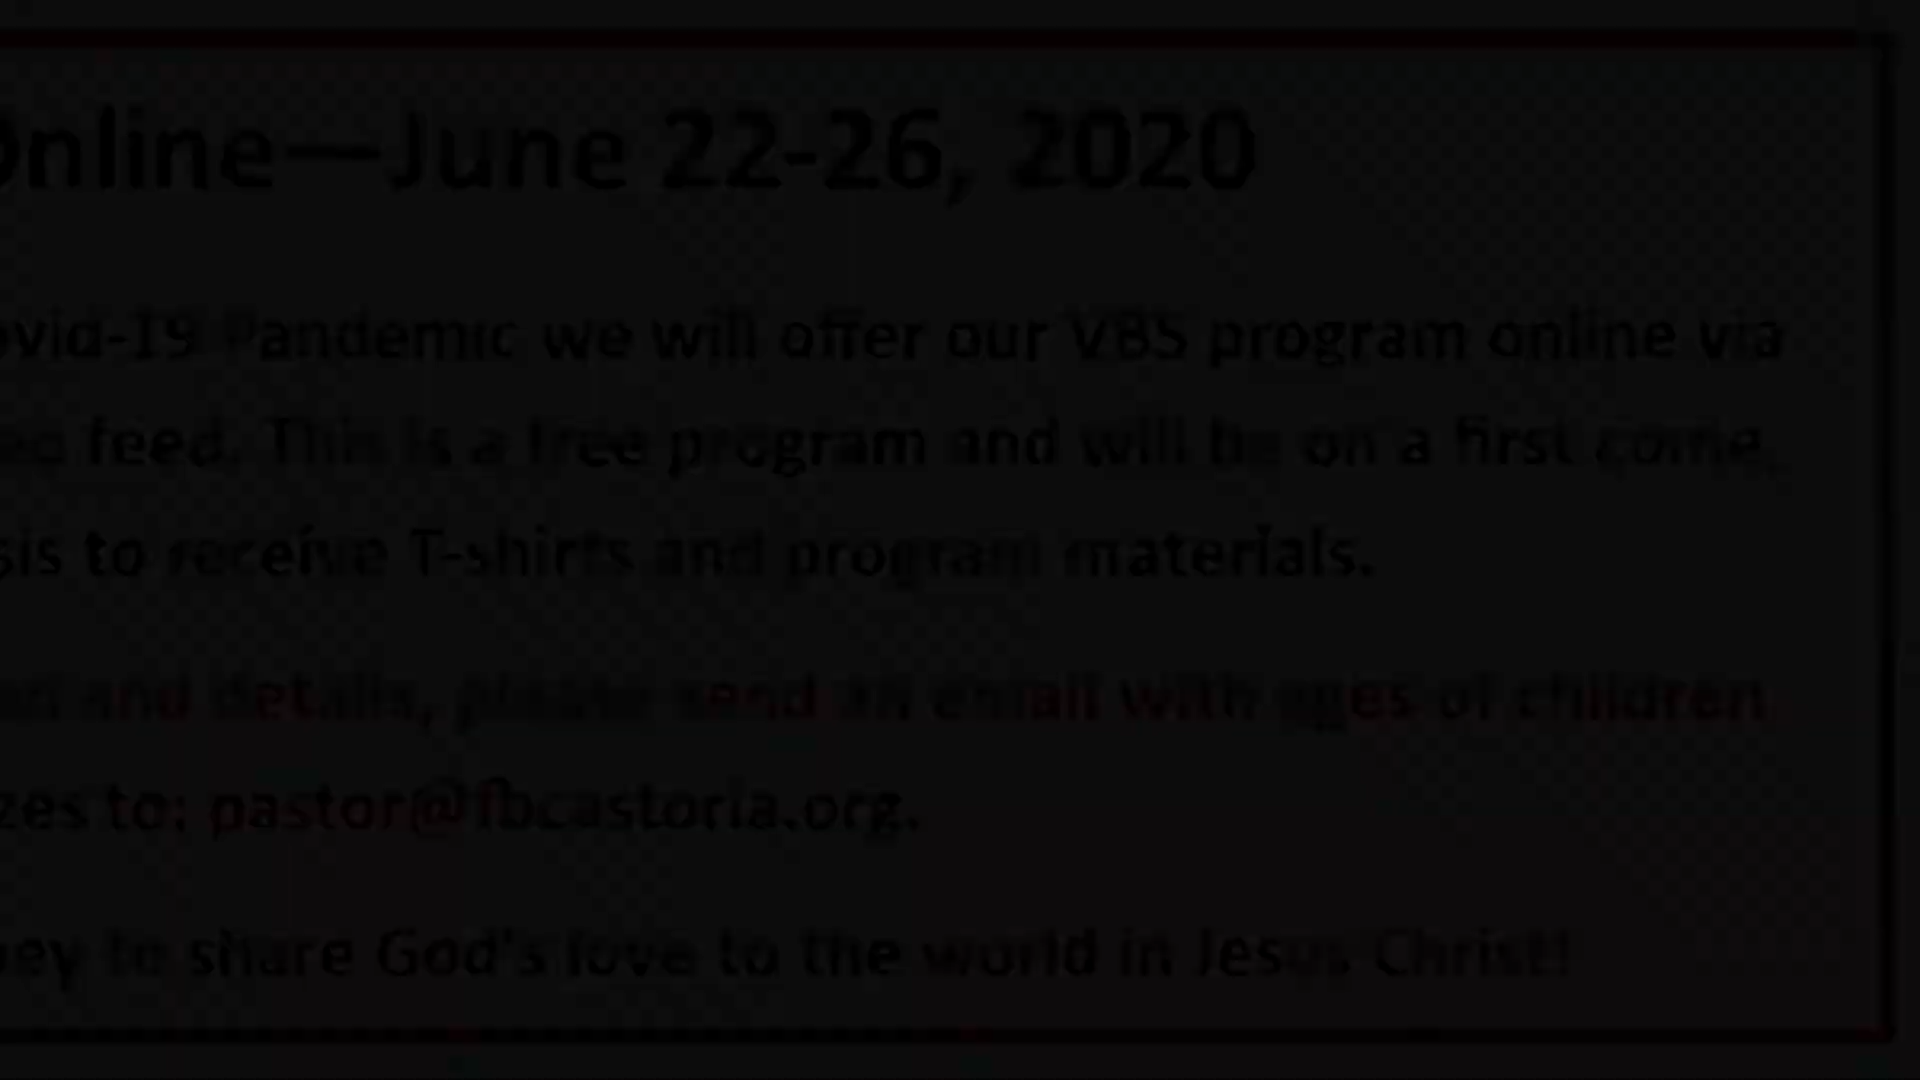 Online—June 22-26, 2020
ovid-19 Pandemic we will offer our VBS program online via
feed. This is a free program and will be on a first come,
sis to receive T-shirts and program materials.
and details, please send an email with ages of children
zes to: pastor@fbcastoria.org.
ey to share God's love to the world in Jesus Christ!